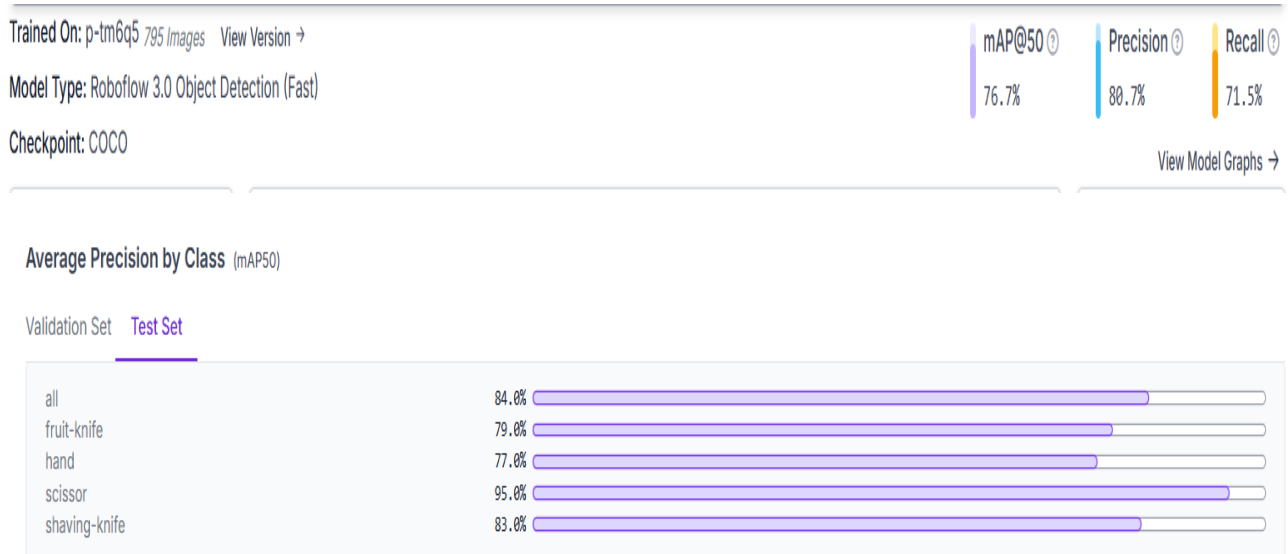 Trained On: p-tm6q5 795 Images View Version →
mAP@50 ? Precision ? Recall ?
Model Type: Roboflow 3.0 Object Detection (Fast)
76.7% 80.7% 71.5%
Checkpoint: COCO
View Model Graphs →
Average Precision by Class (mAP50)
Validation Set Test Set
all 84.0%
fruit-knife 79.0%
hand 77.0%
scissor 95.0%
shaving-knife 83.0%